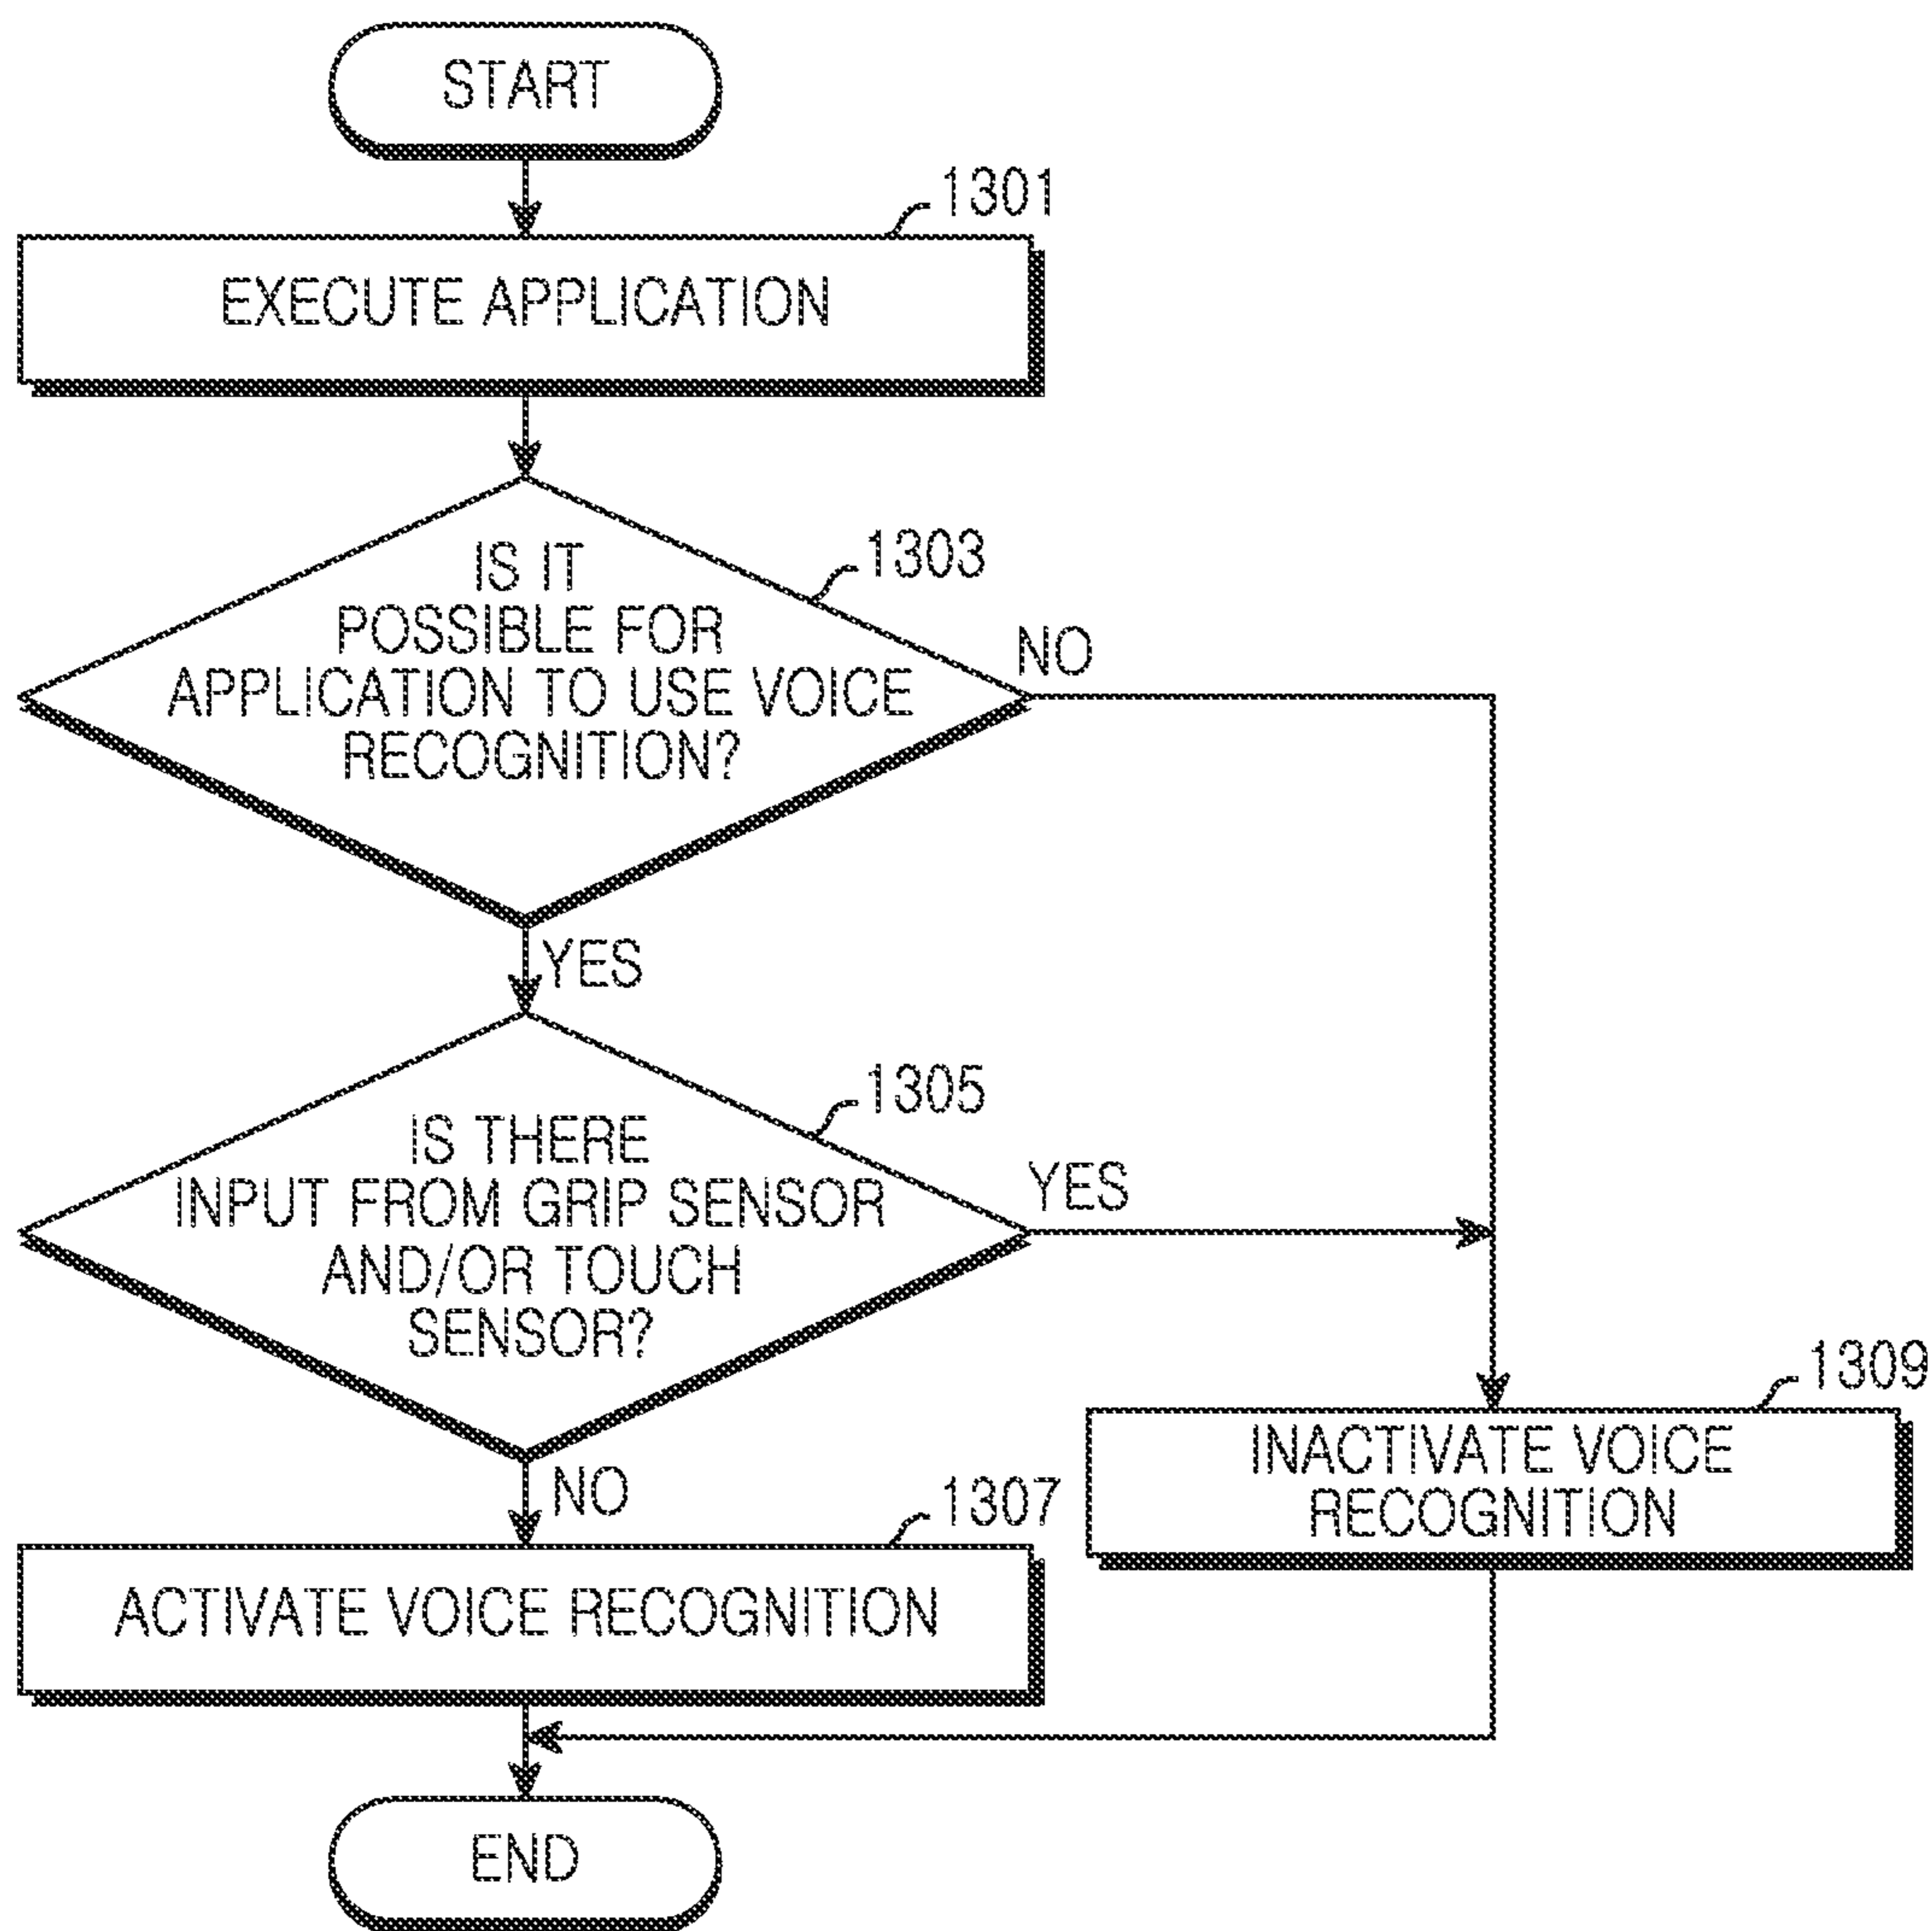 START
1301
EXECUTE APPLICATION
1303
IS IT
POSSIBLE FOR
APPLICATION TO USE VOICE
RECOGNITION?
NO
YES
1305
IS THERE
INPUT FROM GRIP SENSOR
AND/OR TOUCH
SENSOR?
YES
NO
1307
ACTIVATE VOICE RECOGNITION
1309
INACTIVATE VOICE
RECOGNITION
END